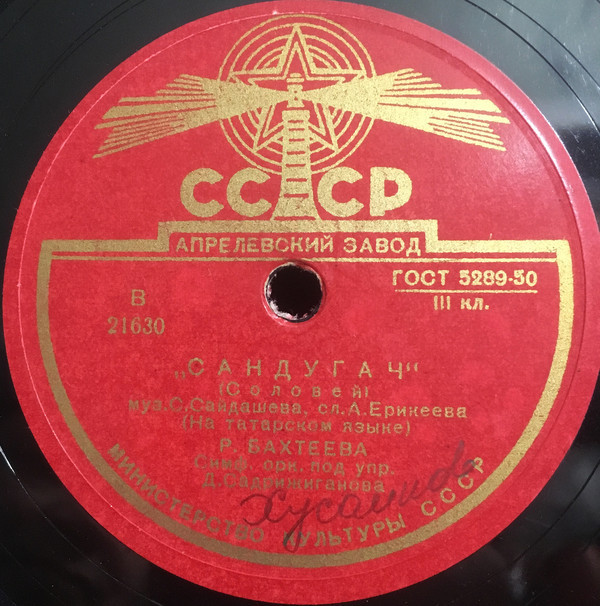 СССР
АПРЕЛЕВСКИЙ ЗАВОД
ГОСТ 5289-50
III кл.
В
21630
„САНДУГАЧ“
(Соловей)
муз. С. Сайдашева, сл. А. Ерикеева
(На татарском языке)
Р. БАХТЕЕВА
Симф. орк. под упр.
Д. Садрижиганова
МИНИСТЕРСТВО КУЛЬТУРЫ СССР